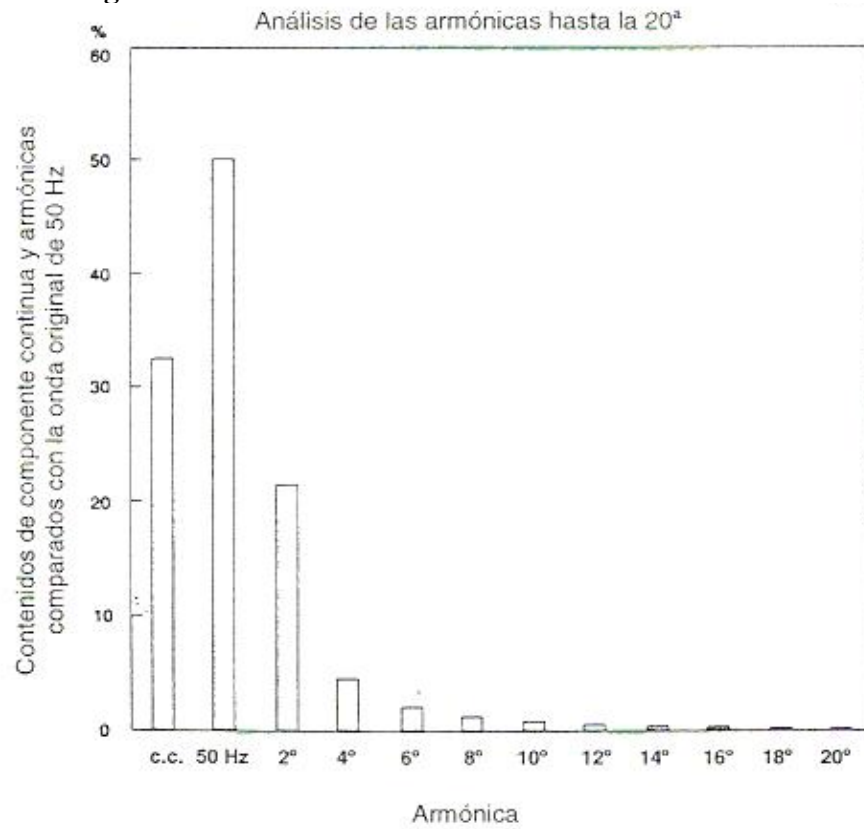 Análisis de las armónicas hasta la 20ª
%
60
50
40
30
20
10
0
Contenidos de componente continua y armónicas
comparados con la onda original de 50 Hz
c.c. 50 Hz 2º 4º 6º 8º 10º 12º 14º 16º 18º 20º
Armónica